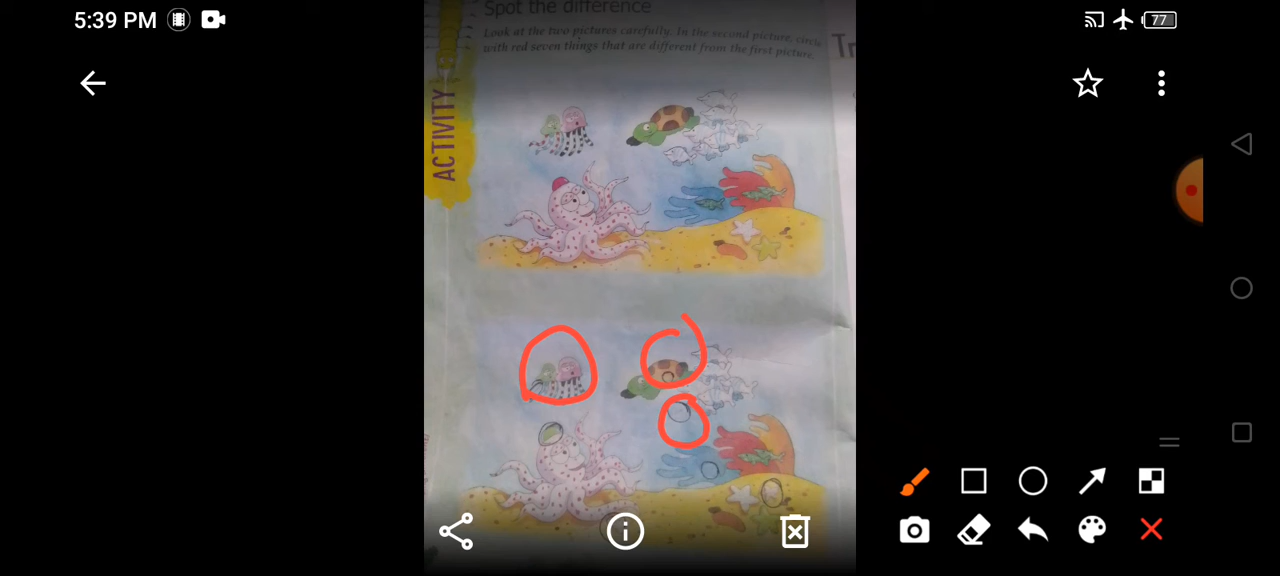 5:39 PM
77
Spot the difference
Look at the two pictures carefully. In the second picture, circle
with red seven things that are different from the first picture.
Tr
ACTIVITY